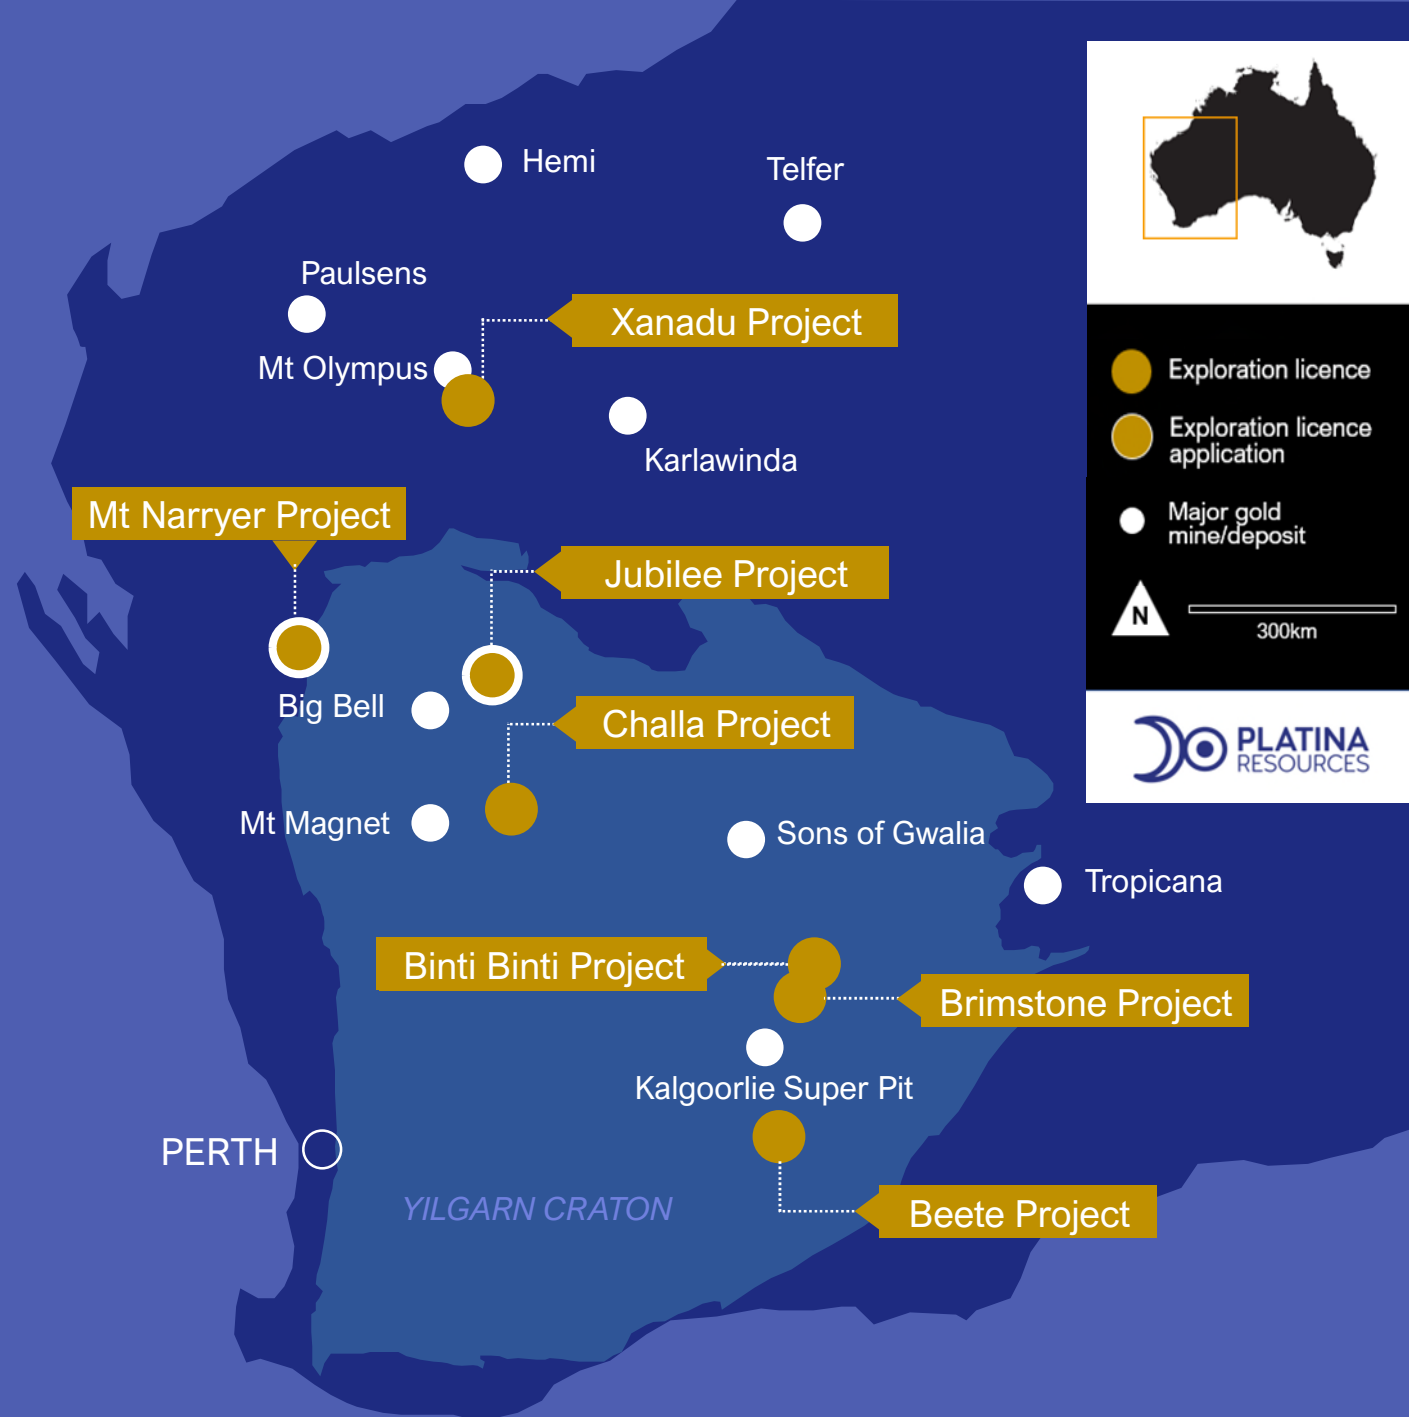 Hemi
Telfer
Paulsens
Xanadu Project
Mt Olympus
Karlawinda
Mt Narryer Project
Jubilee Project
Big Bell
Challa Project
Mt Magnet
Sons of Gwalia
Tropicana
Binti Binti Project
Brimstone Project
Kalgoorlie Super Pit
PERTH
YILGARN CRATON
Beete Project
Exploration licence
Exploration licence
application
Major gold
mine/deposit
N
300km
PLATINA
RESOURCES